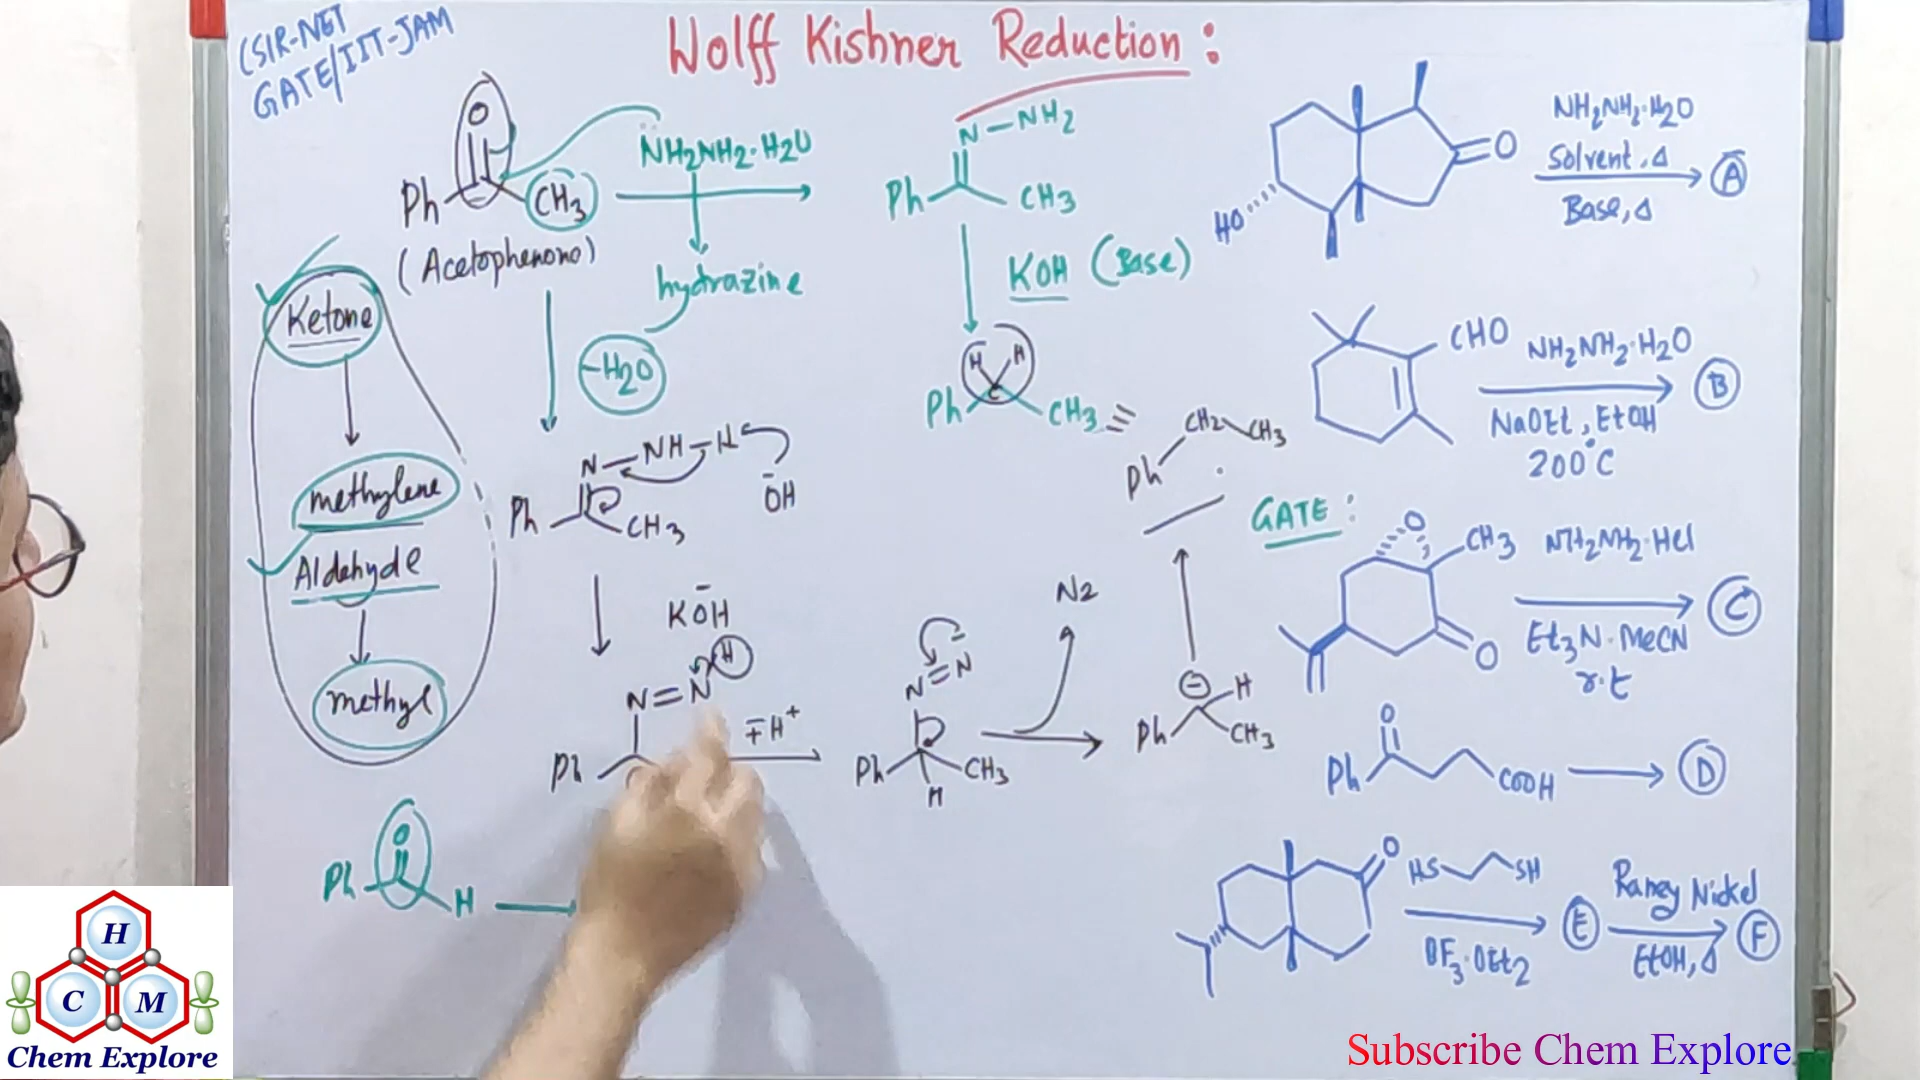 CSIR-NET
GATE/IIT-JAM
Wolff Kishner Reduction :
O
Ph
CH3
(Acetophenono)
NH2NH2·H2O
hydrazine
-H2O
N-NH2
Ph
CH3
KOH (Base)
H H
C
Ph
CH3
Ph
CH2
CH3
Ketone
methylene
Aldehyde
methyl
N-NH-H
OH
Ph
CH3
KOH
N=N
H
Ph
∓H+
N=N
Ph
CH3
H
N2
Ph
H
CH3
O
Ph
H
HO
O
NH2NH2·H2O
Solvent, Δ
Base, Δ
A
CHO
NH2NH2·H2O
NaOEt, EtOH
200°C
B
GATE :
O
CH3
O
NH2NH2·HCl
Et3N·MeCN
r.t
C
O
Ph
COOH
D
O
HS
SH
BF3·OEt2
E
Raney Nickel
EtOH, Δ
F
H
C
M
Chem Explore
Subscribe Chem Explore